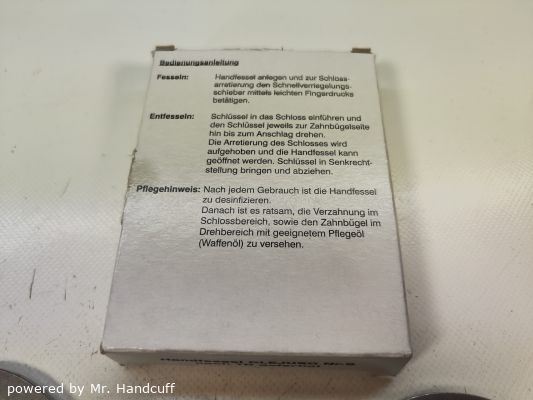 Bedienungsanleitung
Fesseln: Handfessel anlegen und zur Schloss-
arretierung den Schnellverriegelungs-
schieber mittels leichten Fingerdrucks
betätigen.
Entfesseln: Schlüssel in das Schloss einführen und
den Schlüssel jeweils zur Zahnbügelseite
hin bis zum Anschlag drehen.
Die Arretierung des Schlosses wird
aufgehoben und die Handfessel kann
geöffnet werden. Schlüssel in Senkrecht-
stellung bringen und abziehen.
Pflegehinweis: Nach jedem Gebrauch ist die Handfessel
zu desinfizieren.
Danach ist es ratsam, die Verzahnung im
Schlossbereich, sowie den Zahnbügel im
Drehbereich mit geeignetem Pflegeöl
(Waffenöl) zu versehen.
Handfessel CLEJUSO
powered by Mr. Handcuff